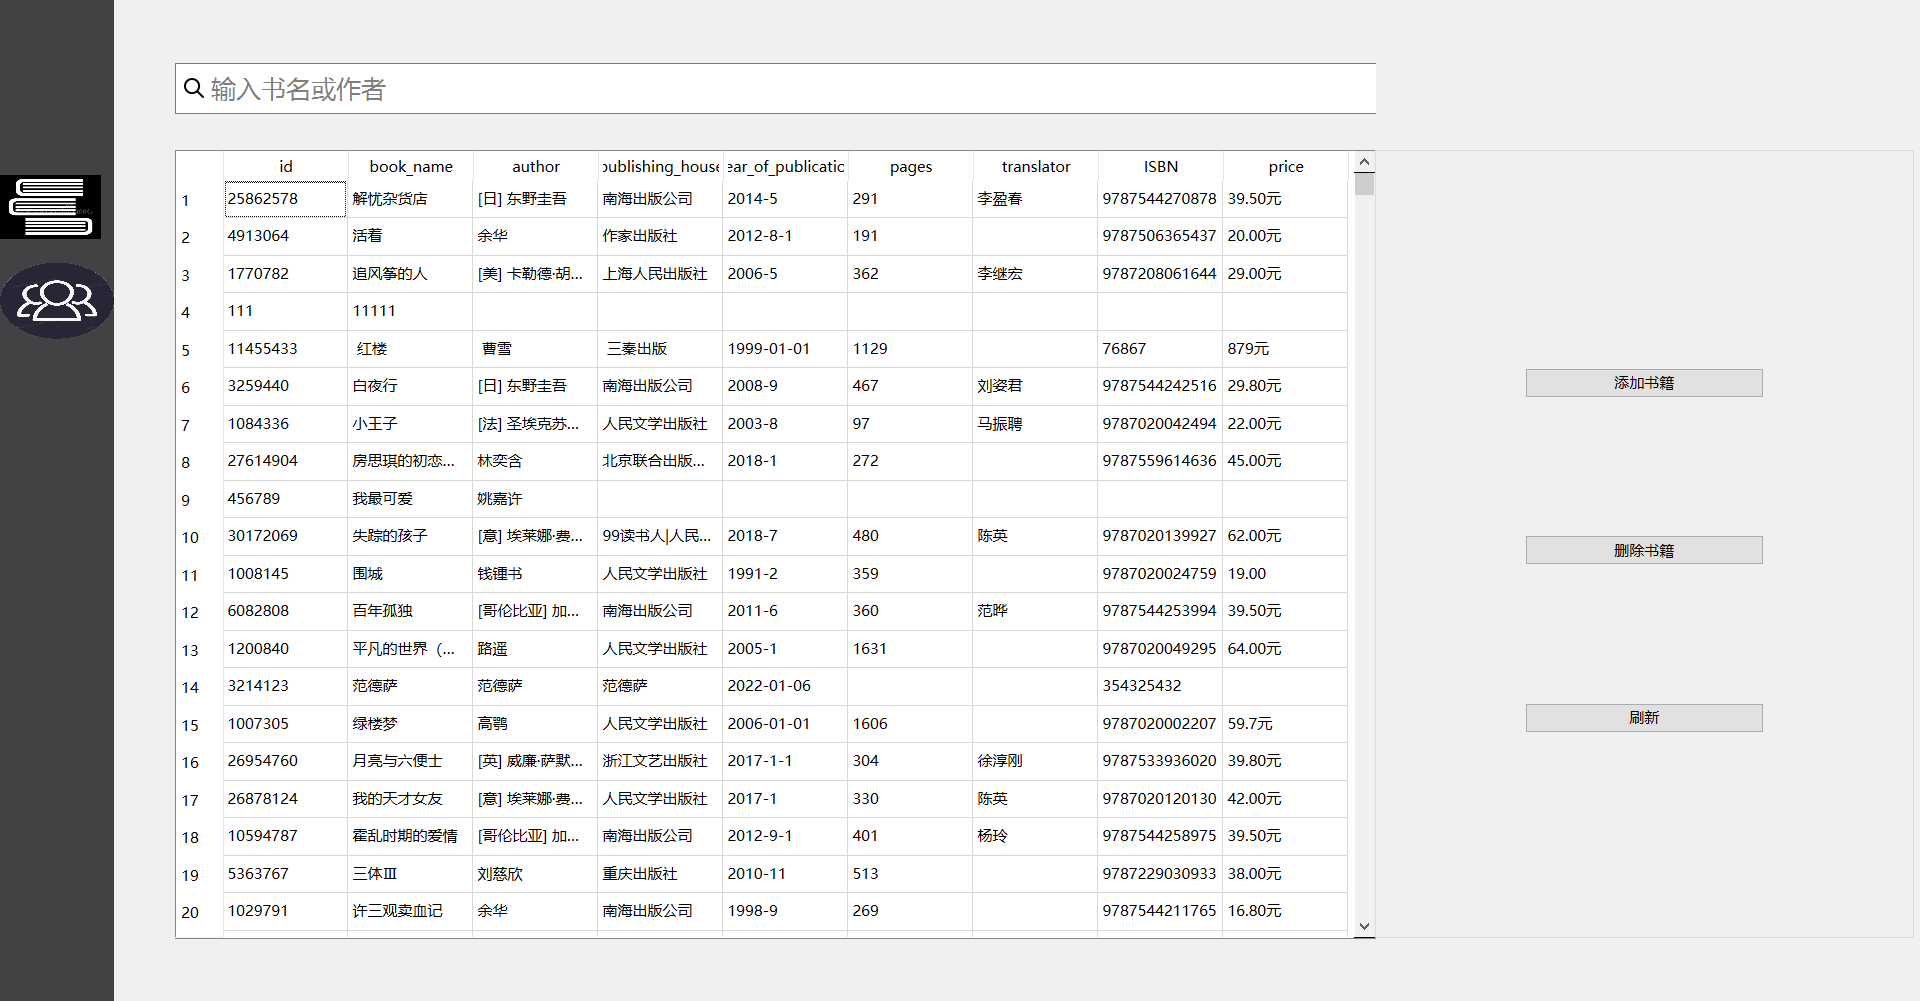 输入书名或作者
id book_name author publishing_house ear_of_publicatic pages translator ISBN price
1 25862578 解忧杂货店 [日] 东野圭吾 南海出版公司 2014-5 291 李盈春 9787544270878 39.50元
2 4913064 活着 余华 作家出版社 2012-8-1 191 9787506365437 20.00元
3 1770782 追风筝的人 [美] 卡勒德·胡... 上海人民出版社 2006-5 362 李继宏 9787208061644 29.00元
4 111 11111
5 11455433 红楼 曹雪 三秦出版 1999-01-01 1129 76867 879元
6 3259440 白夜行 [日] 东野圭吾 南海出版公司 2008-9 467 刘姿君 9787544242516 29.80元
7 1084336 小王子 [法] 圣埃克苏... 人民文学出版社 2003-8 97 马振聘 9787020042494 22.00元
8 27614904 房思琪的初恋... 林奕含 北京联合出版... 2018-1 272 9787559614636 45.00元
9 456789 我最可爱 姚嘉许
10 30172069 失踪的孩子 [意] 埃莱娜·费... 99读书人|人民... 2018-7 480 陈英 9787020139927 62.00元
11 1008145 围城 钱锺书 人民文学出版社 1991-2 359 9787020024759 19.00
12 6082808 百年孤独 [哥伦比亚] 加... 南海出版公司 2011-6 360 范晔 9787544253994 39.50元
13 1200840 平凡的世界（... 路遥 人民文学出版社 2005-1 1631 9787020049295 64.00元
14 3214123 范德萨 范德萨 范德萨 2022-01-06 354325432
15 1007305 绿楼梦 高鹗 人民文学出版社 2006-01-01 1606 9787020002207 59.7元
16 26954760 月亮与六便士 [英] 威廉·萨默... 浙江文艺出版社 2017-1-1 304 徐淳刚 9787533936020 39.80元
17 26878124 我的天才女友 [意] 埃莱娜·费... 人民文学出版社 2017-1 330 陈英 9787020120130 42.00元
18 10594787 霍乱时期的爱情 [哥伦比亚] 加... 南海出版公司 2012-9-1 401 杨玲 9787544258975 39.50元
19 5363767 三体Ⅲ 刘慈欣 重庆出版社 2010-11 513 9787229030933 38.00元
20 1029791 许三观卖血记 余华 南海出版公司 1998-9 269 9787544211765 16.80元
添加书籍
删除书籍
刷新